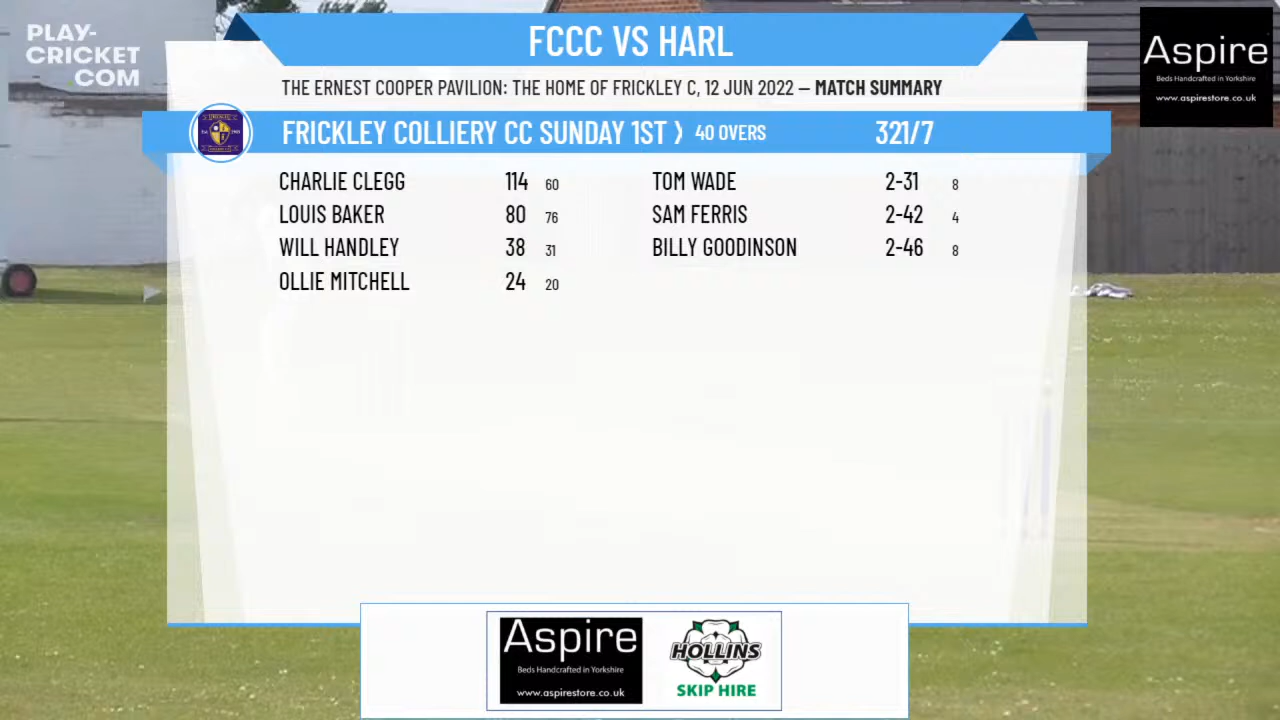 PLAY-
CRICKET
COM
FCCC VS HARL
THE ERNEST COOPER PAVILION: THE HOME OF FRICKLEY C, 12 JUN 2022 – MATCH SUMMARY
FRICKLEY COLLIERY CC SUNDAY 1ST ❭ 40 OVERS 321/7
CHARLIE CLEGG 114 60 TOM WADE 2-31 8
LOUIS BAKER 80 76 SAM FERRIS 2-42 4
WILL HANDLEY 38 31 BILLY GOODINSON 2-46 8
OLLIE MITCHELL 24 20
Aspire
Beds Handcrafted in Yorkshire
www.aspirestore.co.uk
Aspire
Beds Handcrafted in Yorkshire
www.aspirestore.co.uk
HOLLINS
SKIP HIRE